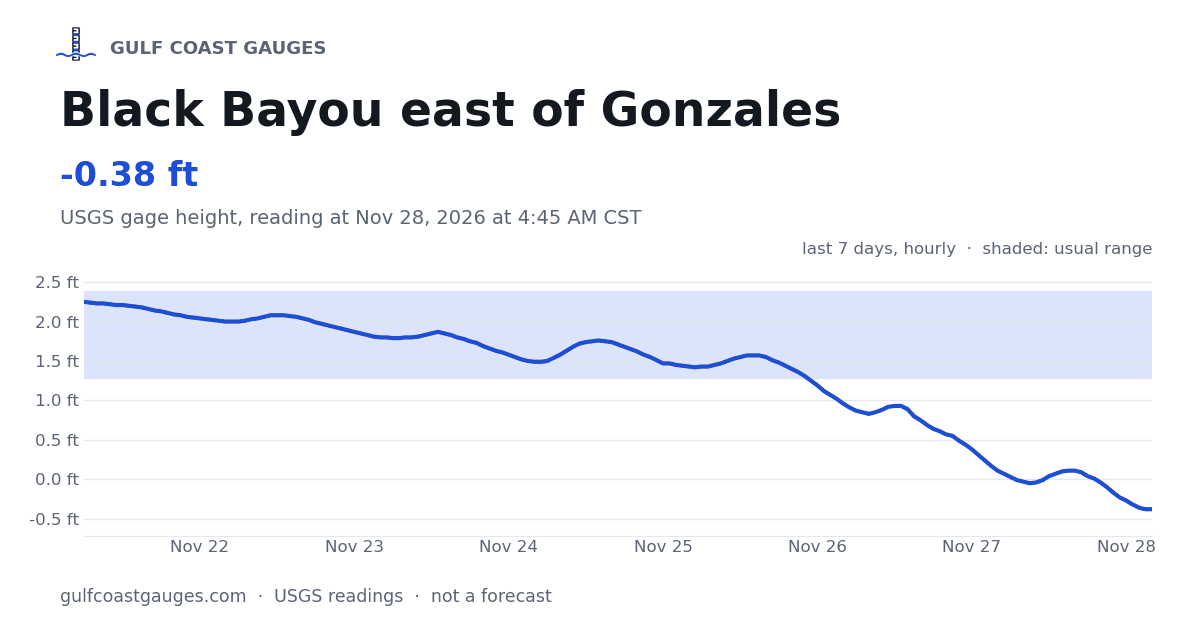 GULF COAST GAUGES
Black Bayou east of Gonzales
-0.38 ft
USGS gage height, reading at Nov 28, 2026 at 4:45 AM CST
last 7 days, hourly · shaded: usual range
2.5 ft
2.0 ft
1.5 ft
1.0 ft
0.5 ft
0.0 ft
-0.5 ft
Nov 22 Nov 23 Nov 24 Nov 25 Nov 26 Nov 27 Nov 28
gulfcoastgauges.com · USGS readings · not a forecast